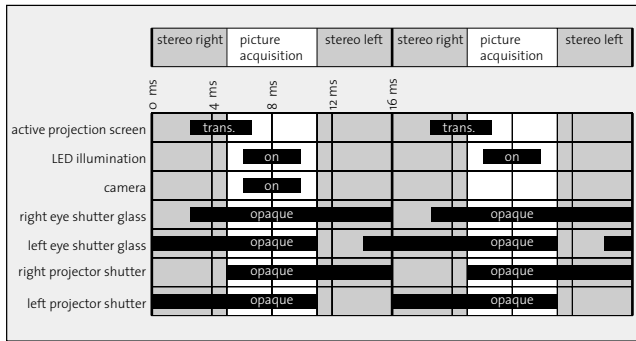 stereo right
picture
acquisition
stereo left
stereo right
picture
acquisition
stereo left
0 ms
4 ms
8 ms
12 ms
16 ms
active projection screen
trans.
trans.
LED illumination
on
on
camera
on
right eye shutter glass
opaque
opaque
left eye shutter glass
opaque
opaque
right projector shutter
opaque
opaque
left projector shutter
opaque
opaque